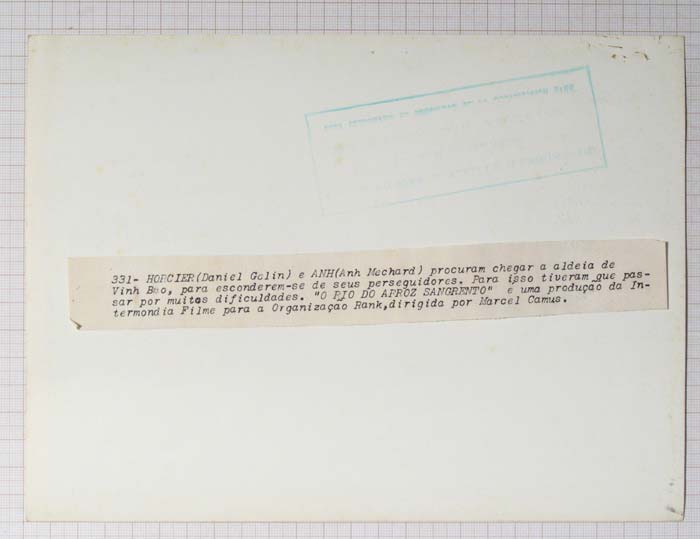 331- HORCIER(Daniel Gelin) e ANH(Anh Mechard) procuram chegar a aldeia de
Vinh Bao, para esconderem-se de seus perseguidores. Para isso tiveram que pas-
sar por muitas dificuldades. "O RIO DO ARROZ SANGRENTO" e uma produção da In-
termondia Filme para a Organização Rank,dirigida por Marcel Camus.